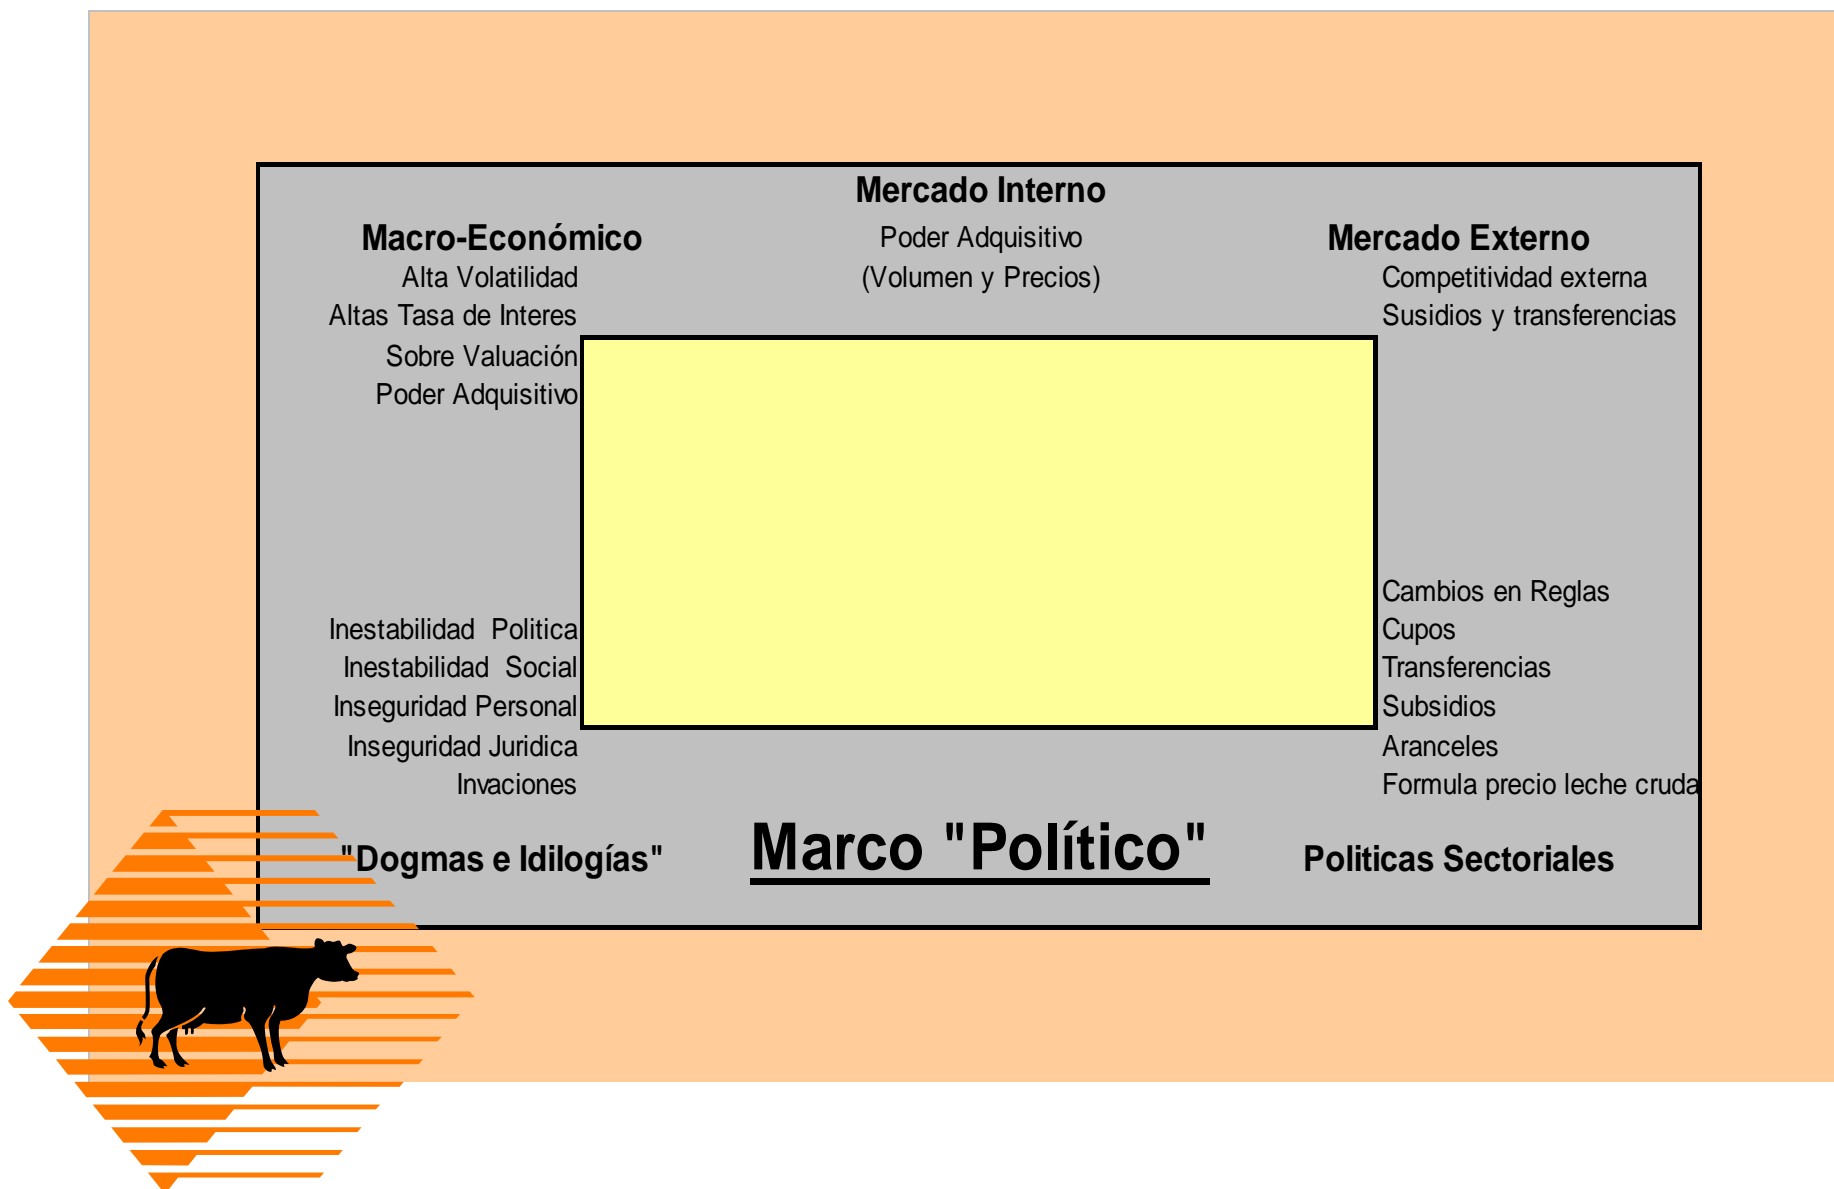 Mercado Interno
Poder Adquisitivo
(Volumen y Precios)
Macro-Económico
Alta Volatilidad
Altas Tasa de Interes
Sobre Valuación
Poder Adquisitivo
Mercado Externo
Competitividad externa
Susidios y transferencias
Inestabilidad Politica
Inestabilidad Social
Inseguridad Personal
Inseguridad Juridica
Invaciones
"Dogmas e Idilogías"
Marco "Político"
Cambios en Reglas
Cupos
Transferencias
Subsidios
Aranceles
Formula precio leche cruda
Politicas Sectoriales